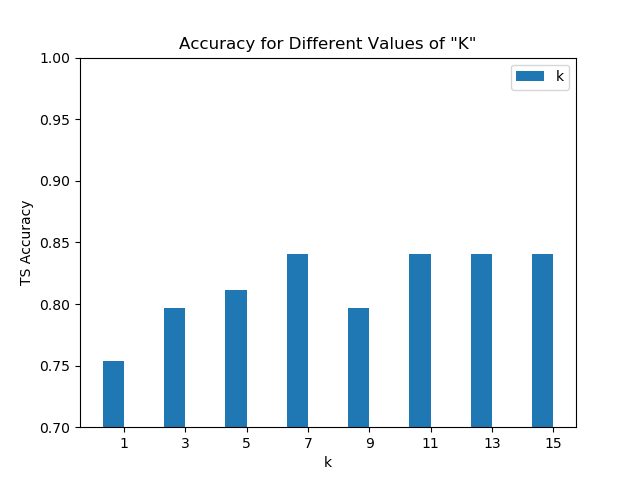 Accuracy for Different Values of "K"
1.00
k
0.95
0.90
0.85
0.80
0.75
0.70
TS Accuracy
1 3 5 7 9 11 13 15
k